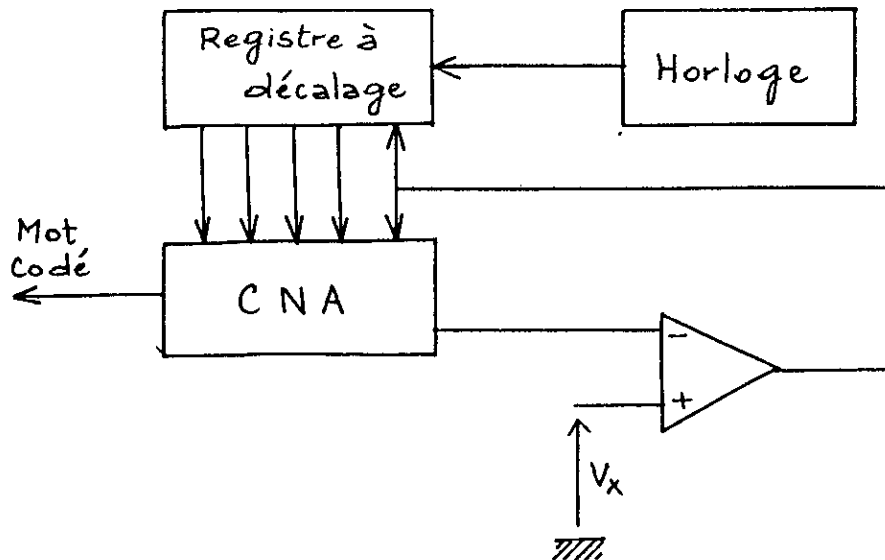 Registre à
décalage
Horloge
Mot
Codé
C N A
-
+
Vx